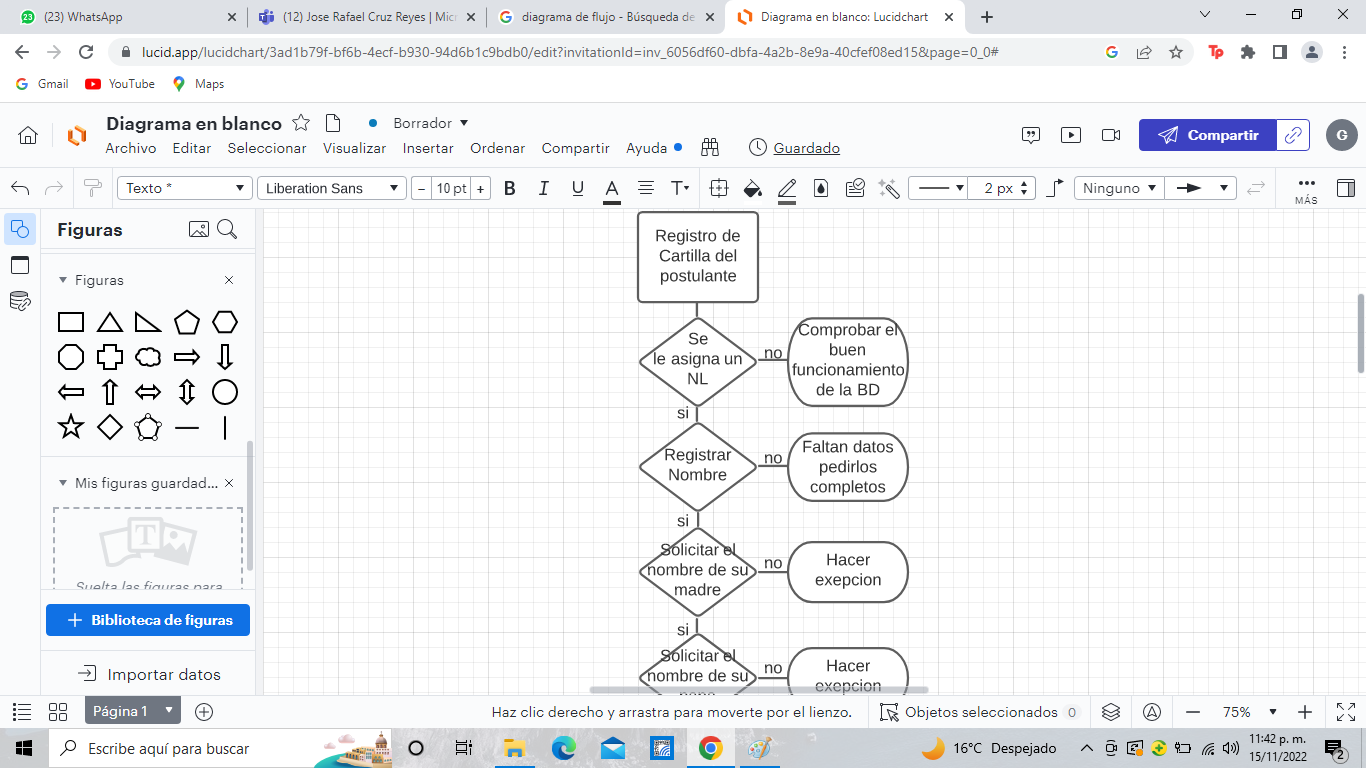 (23) WhatsApp
(12) Jose Rafael Cruz Reyes | Micr
diagrama de flujo - Búsqueda de
Diagrama en blanco: Lucidchart
lucid.app/lucidchart/3ad1b79f-bf6b-4ecf-b930-94d6b1c9bdb0/edit?invitationId=inv_6056df60-dbfa-4a2b-8e9a-40cfef08ed15&page=0_0#
Gmail
YouTube
Maps
Diagrama en blanco
Borrador
Archivo Editar Seleccionar Visualizar Insertar Ordenar Compartir Ayuda
Guardado
Compartir
G
Texto *
Liberation Sans
− 10 pt +
B I U A
T
2 px
Ninguno
MÁS
Figuras
Figuras
Mis figuras guardad...
T
Suelta las figuras para
+ Biblioteca de figuras
Importar datos
Registro de
Cartilla del
postulante
Se
le asigna un
NL
no
Comprobar el
buen
funcionamiento
de la BD
si
Registrar
Nombre
no
Faltan datos
pedirlos
completos
si
Solicitar el
nombre de su
madre
no
Hacer
exepcion
si
Solicitar el
nombre de su
no
Hacer
exepcion
Página 1
Haz clic derecho y arrastra para moverte por el lienzo.
Objetos seleccionados 0
75%
Escribe aquí para buscar
16°C Despejado
11:42 p. m.
15/11/2022
2